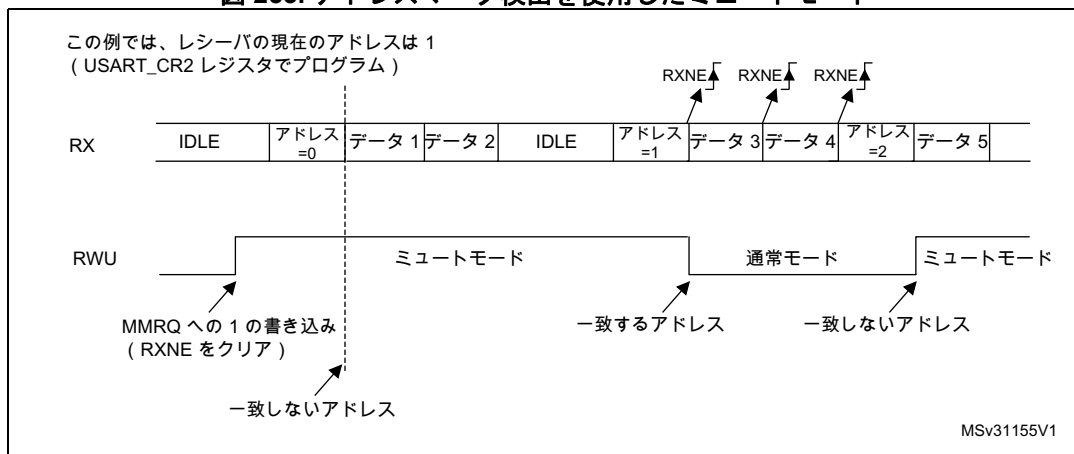 この例では、レシーバの現在のアドレスは 1
( USART_CR2 レジスタでプログラム )
RXNE RXNE RXNE
RX IDLE アドレス =0 データ 1 データ 2 IDLE アドレス =1 データ 3 データ 4 アドレス =2 データ 5
RWU ミュートモード 通常モード ミュートモード
MMRQ への 1 の書き込み
( RXNE をクリア )
一致するアドレス 一致しないアドレス
一致しないアドレス
MSv31155V1